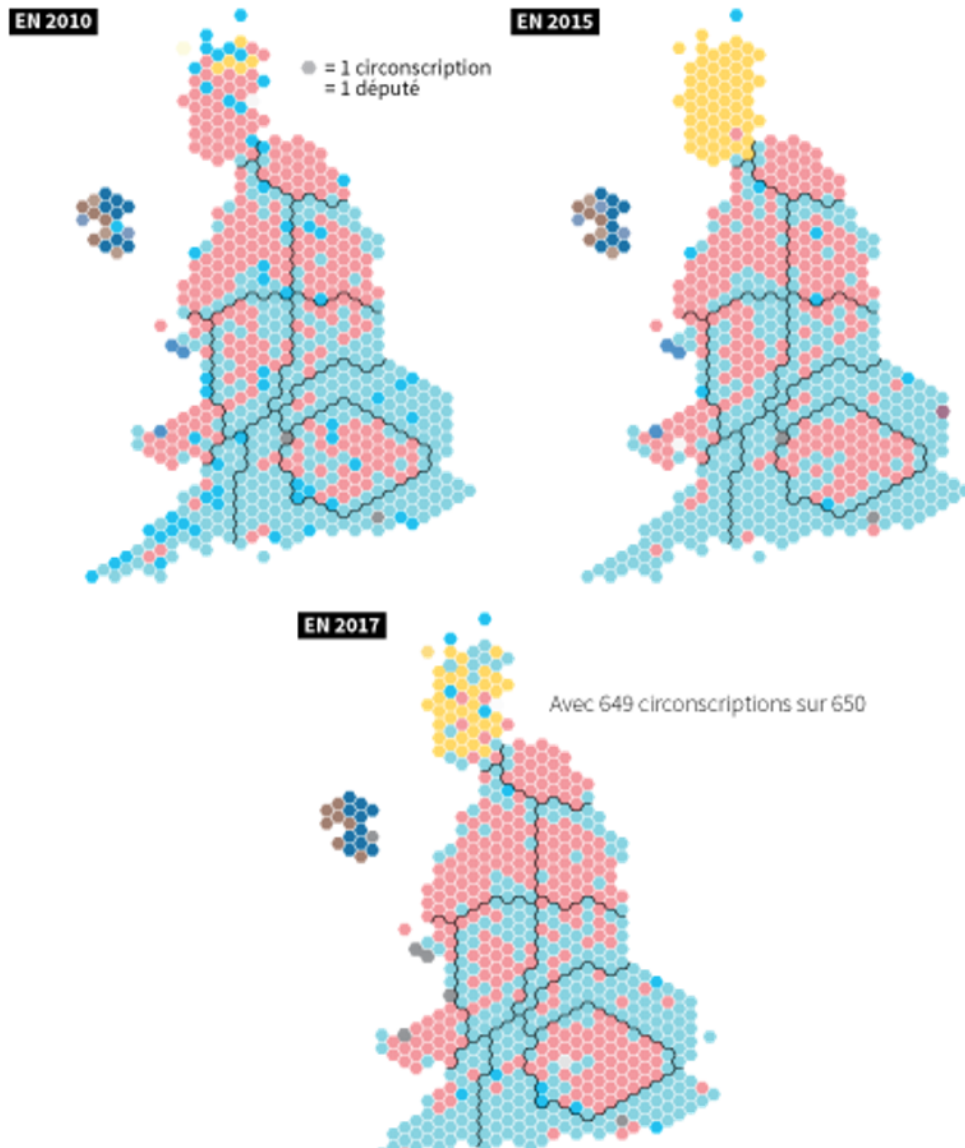 EN 2010
EN 2015
= 1 circonscription
= 1 député
EN 2017
Avec 649 circonscriptions sur 650